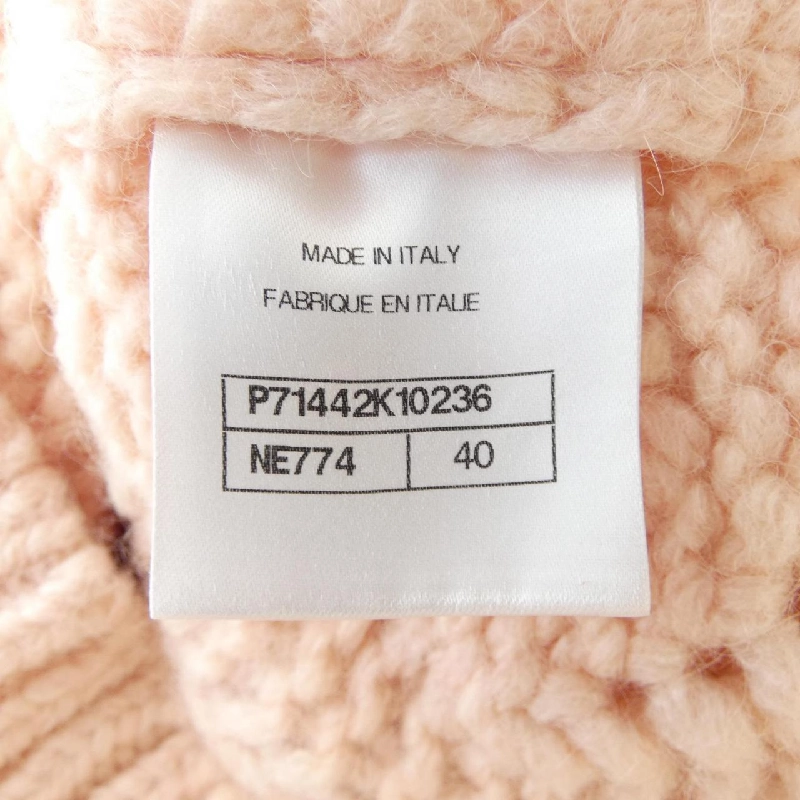 MADE IN ITALY
FABRIQUE EN ITALIE
P71442K10236
NE774 40